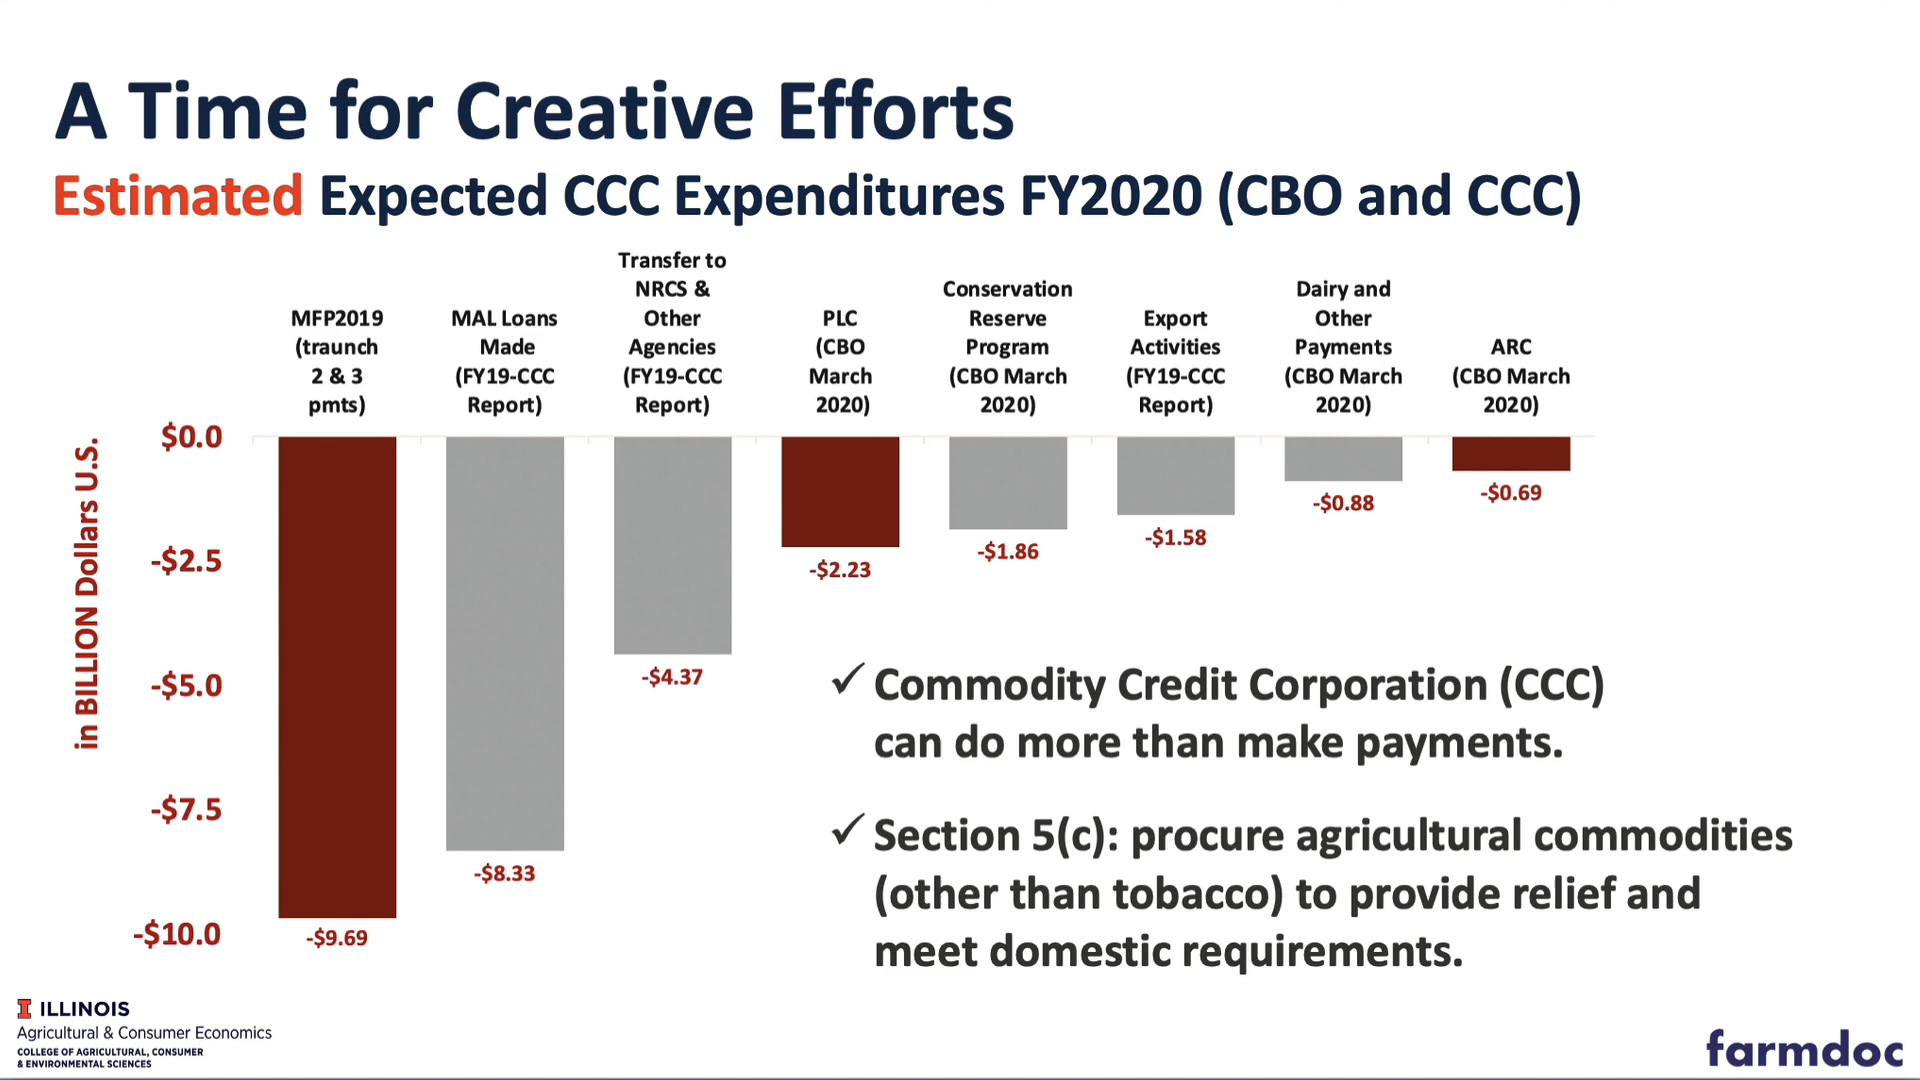 A Time for Creative Efforts
Estimated Expected CCC Expenditures FY2020 (CBO and CCC)
MFP2019
(traunch
2 & 3
pmts)
MAL Loans
Made
(FY19-CCC
Report)
Transfer to
NRCS &
Other
Agencies
(FY19-CCC
Report)
PLC
(CBO
March
2020)
Conservation
Reserve
Program
(CBO March
2020)
Export
Activities
(FY19-CCC
Report)
Dairy and
Other
Payments
(CBO March
2020)
ARC
(CBO March
2020)
in BILLION Dollars U.S.
$0.0
-$2.5
-$5.0
-$7.5
-$10.0
-$9.69
-$8.33
-$4.37
-$2.23
-$1.86
-$1.58
-$0.88
-$0.69
✓ Commodity Credit Corporation (CCC)
can do more than make payments.
✓ Section 5(c): procure agricultural commodities
(other than tobacco) to provide relief and
meet domestic requirements.
I ILLINOIS
Agricultural & Consumer Economics
COLLEGE OF AGRICULTURAL, CONSUMER
& ENVIRONMENTAL SCIENCES
farmdoc